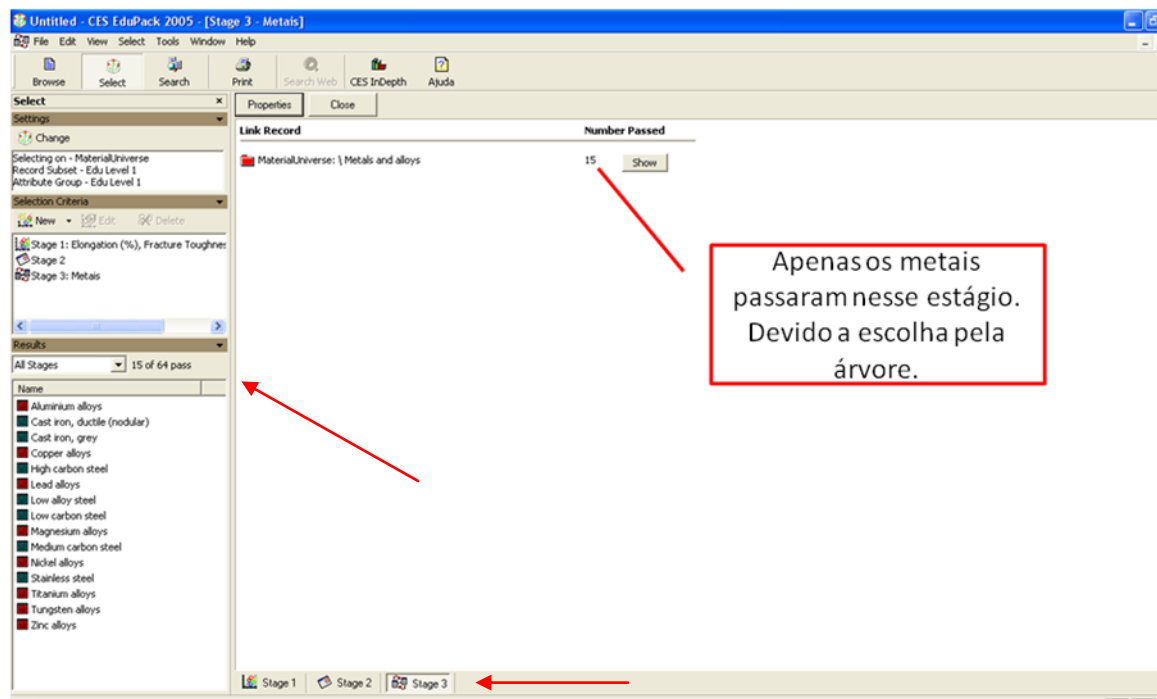 Untitled - CES EduPack 2005 - [Stage 3 - Metais]
File Edit View Select Tools Window Help
Browse Select Search Print Search Web CES InDepth Ajuda
Select
Settings
Change
Selecting on - MaterialUniverse
Record Subset - Edu Level 1
Attribute Group - Edu Level 1
Selection Criteria
New Edit Delete
Stage 1: Elongation (%), Fracture Toughnes
Stage 2
Stage 3: Metais
Results
All Stages 15 of 64 pass
Name
Aluminium alloys
Cast iron, ductile (nodular)
Cast iron, grey
Copper alloys
High carbon steel
Lead alloys
Low alloy steel
Low carbon steel
Magnesium alloys
Medium carbon steel
Nickel alloys
Stainless steel
Titanium alloys
Tungsten alloys
Zinc alloys
Properties Close
Link Record Number Passed
MaterialUniverse: \ Metals and alloys 15 Show
Apenas os metais
passaram nesse estágio.
Devido a escolha pela
árvore.
Stage 1 Stage 2 Stage 3